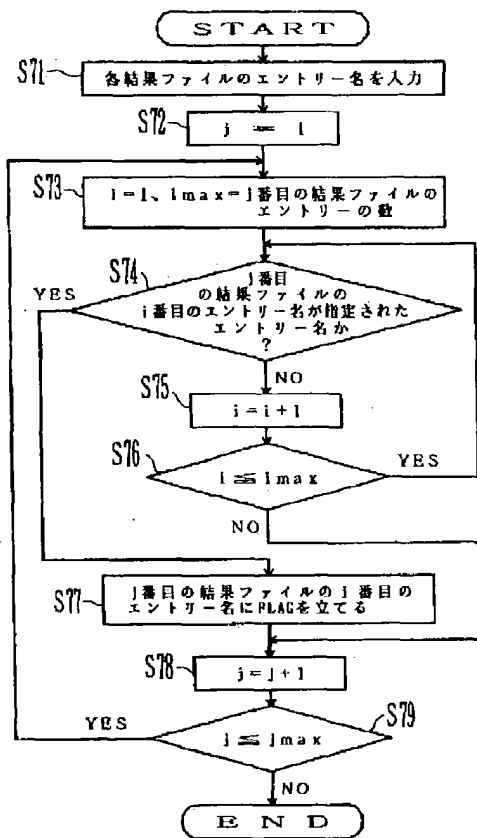 START
S71
各結果ファイルのエントリー名を入力
S72
j = 1
S73
i=1、imax=j番目の結果ファイルの
エントリーの数
S74
j番目
の結果ファイルの
i番目のエントリー名が指定された
エントリー名か
?
YES
NO
S75
i=i+1
S76
i≦imax
YES
NO
S77
j番目の結果ファイルのi番目の
エントリー名にFLAGを立てる
S78
j=j+1
YES
S79
j≦jmax
NO
END